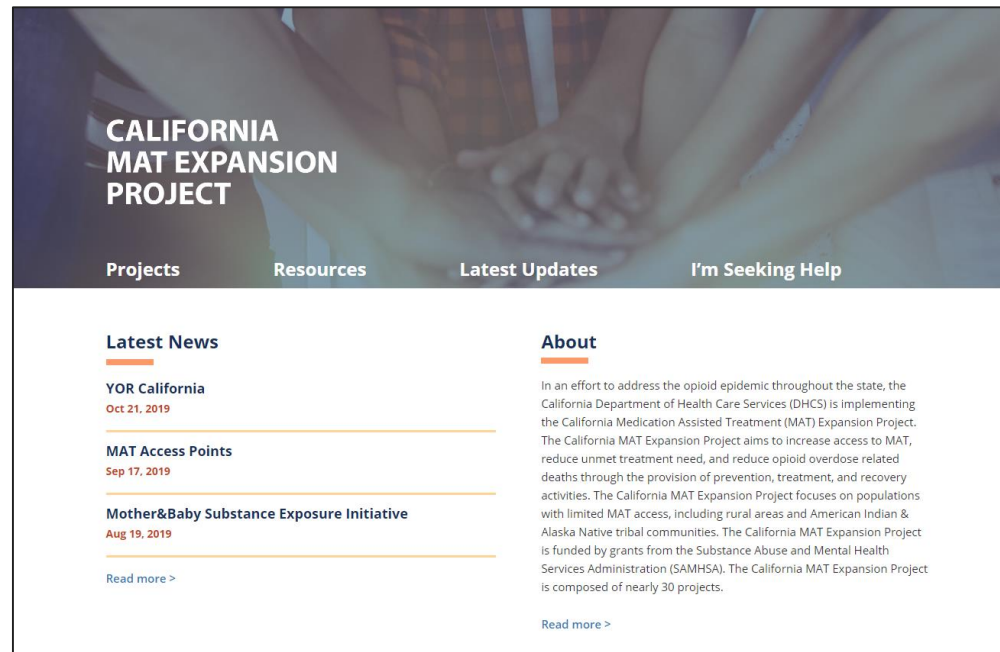 CALIFORNIA
MAT EXPANSION
PROJECT
Projects
Resources
Latest Updates
I'm Seeking Help
Latest News
YOR California
Oct 21, 2019
MAT Access Points
Sep 17, 2019
Mother&Baby Substance Exposure Initiative
Aug 19, 2019
Read more >
About
In an effort to address the opioid epidemic throughout the state, the
California Department of Health Care Services (DHCS) is implementing
the California Medication Assisted Treatment (MAT) Expansion Project.
The California MAT Expansion Project aims to increase access to MAT,
reduce unmet treatment need, and reduce opioid overdose related
deaths through the provision of prevention, treatment, and recovery
activities. The California MAT Expansion Project focuses on populations
with limited MAT access, including rural areas and American Indian &
Alaska Native tribal communities. The California MAT Expansion Project
is funded by grants from the Substance Abuse and Mental Health
Services Administration (SAMHSA). The California MAT Expansion Project
is composed of nearly 30 projects.
Read more >